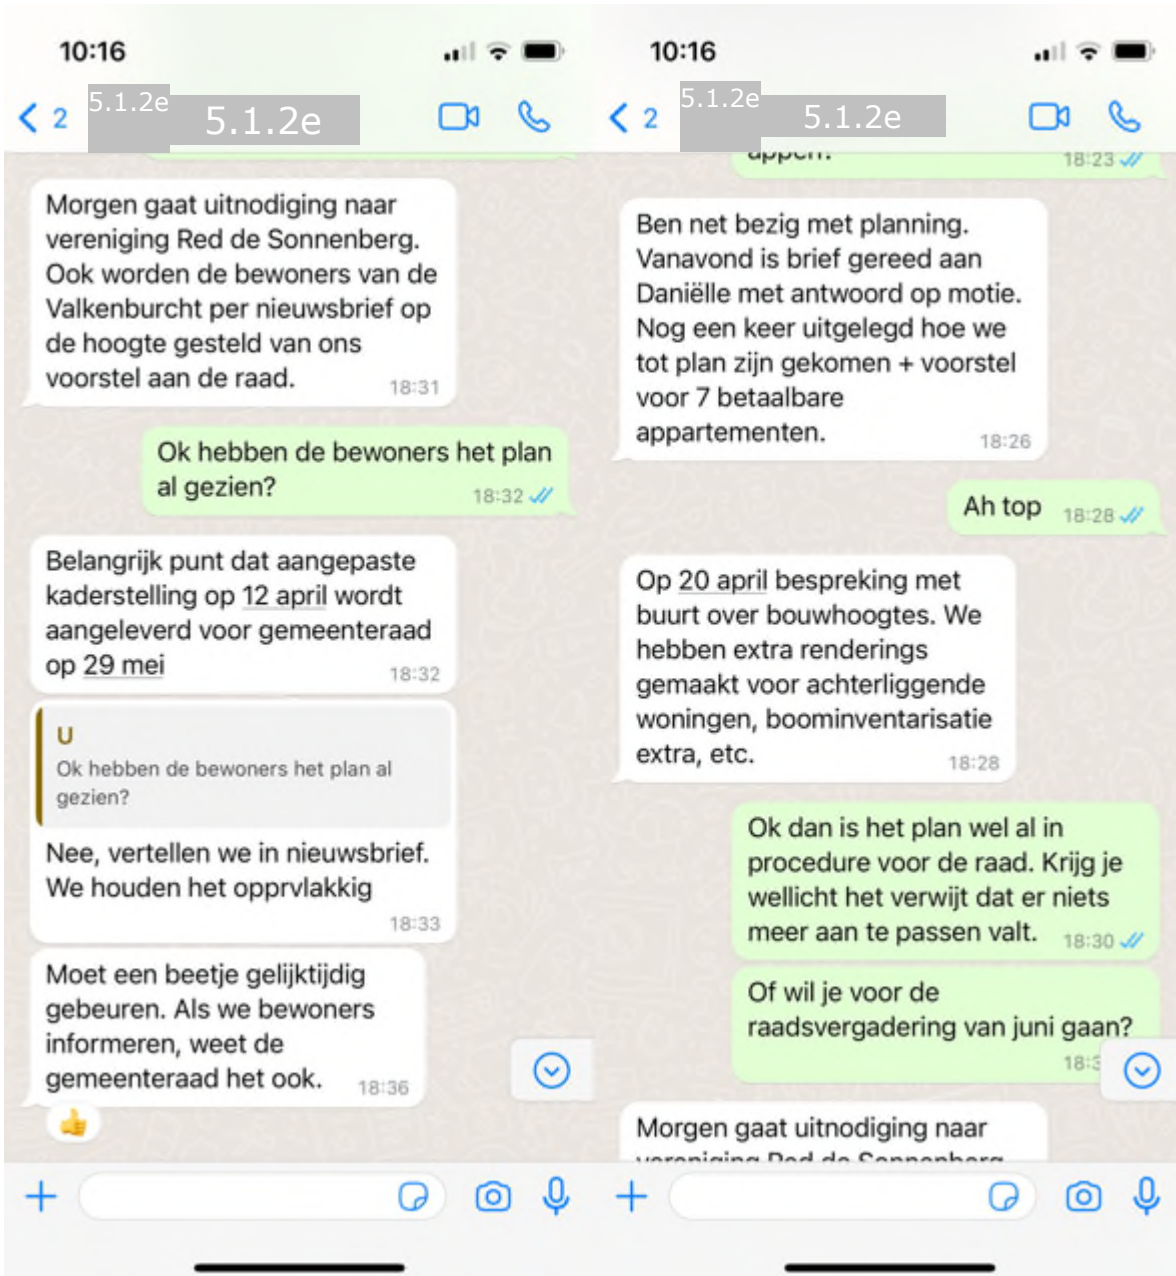 10:16
2
5.1.2e
5.1.2e
Morgen gaat uitnodiging naar
vereniging Red de Sonnenberg.
Ook worden de bewoners van de
Valkenburcht per nieuwsbrief op
de hoogte gesteld van ons
voorstel aan de raad.
18:31
Ok hebben de bewoners het plan
al gezien?
18:32
Belangrijk punt dat aangepaste
kaderstelling op 12 april wordt
aangeleverd voor gemeenteraad
op 29 mei
18:32
U
Ok hebben de bewoners het plan al
gezien?
Nee, vertellen we in nieuwsbrief.
We houden het opprvlakkig
18:33
Moet een beetje gelijktijdig
gebeuren. Als we bewoners
informeren, weet de
gemeenteraad het ook.
18:36
10:16
2
5.1.2e
5.1.2e
appen?
18:23
Ben net bezig met planning.
Vanavond is brief gereed aan
Daniëlle met antwoord op motie.
Nog een keer uitgelegd hoe we
tot plan zijn gekomen + voorstel
voor 7 betaalbare
appartementen.
18:26
Ah top
18:28
Op 20 april bespreking met
buurt over bouwhoogtes. We
hebben extra renderings
gemaakt voor achterliggende
woningen, boominventarisatie
extra, etc.
18:28
Ok dan is het plan wel al in
procedure voor de raad. Krijg je
wellicht het verwijt dat er niets
meer aan te passen valt.
18:30
Of wil je voor de
raadsvergadering van juni gaan?
18:3
Morgen gaat uitnodiging naar
vereniging Red de Sonnenberg